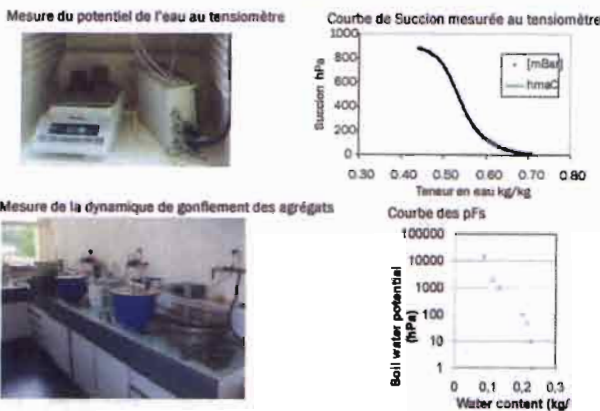 Mesure du potentiel de l'eau au tensiomètre
Courbe de Succion mesurée au tensiomètre
1000
800
600
400
200
0
0.30 0.40 0.50 0.60 0.70 0.80
Succion hPa
Teneur en eau kg/kg
[mBar]
hmaC
Mesure de la dynamique de gonflement des agrégats
Courbe des pFs
100000
10000
1000
100
10
1
0 0,1 0,2 0,3
Boil water potential
(hPa)
Water content (kg/